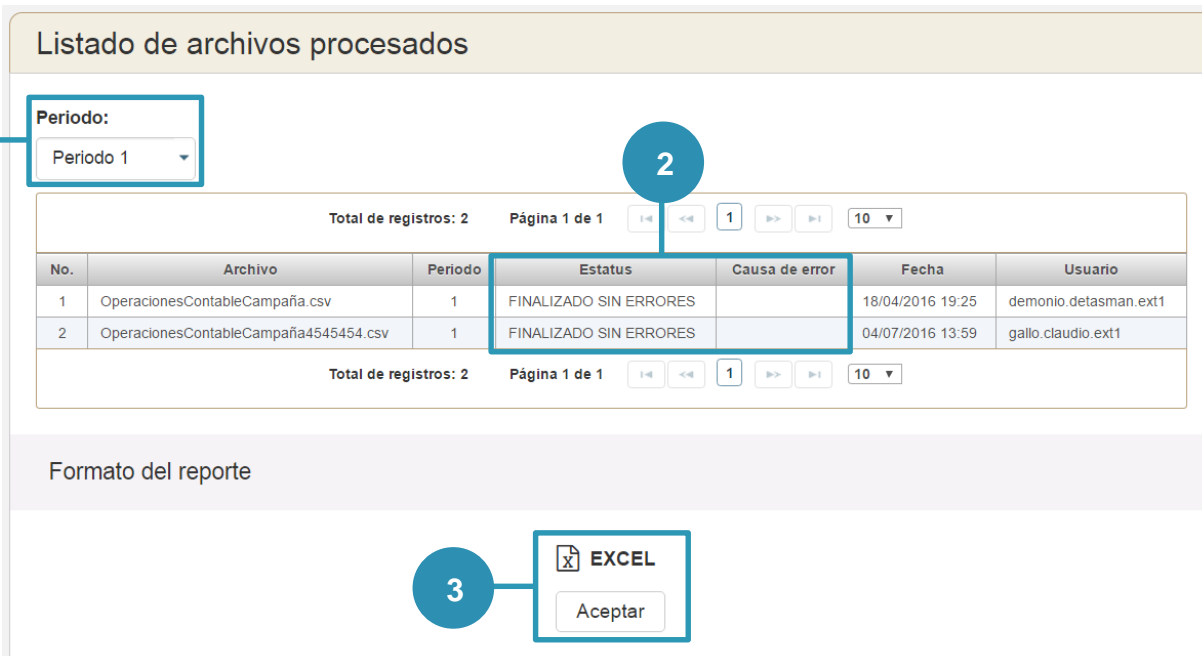 Listado de archivos procesados
Periodo:
Periodo 1
2
Total de registros: 2 Página 1 de 1 1 10
No. Archivo Periodo Estatus Causa de error Fecha Usuario
1 OperacionesContableCampaña.csv 1 FINALIZADO SIN ERRORES 18/04/2016 19:25 demonio.detasman.ext1
2 OperacionesContableCampaña4545454.csv 1 FINALIZADO SIN ERRORES 04/07/2016 13:59 gallo.claudio.ext1
Total de registros: 2 Página 1 de 1 1 10
Formato del reporte
X EXCEL
3
Aceptar